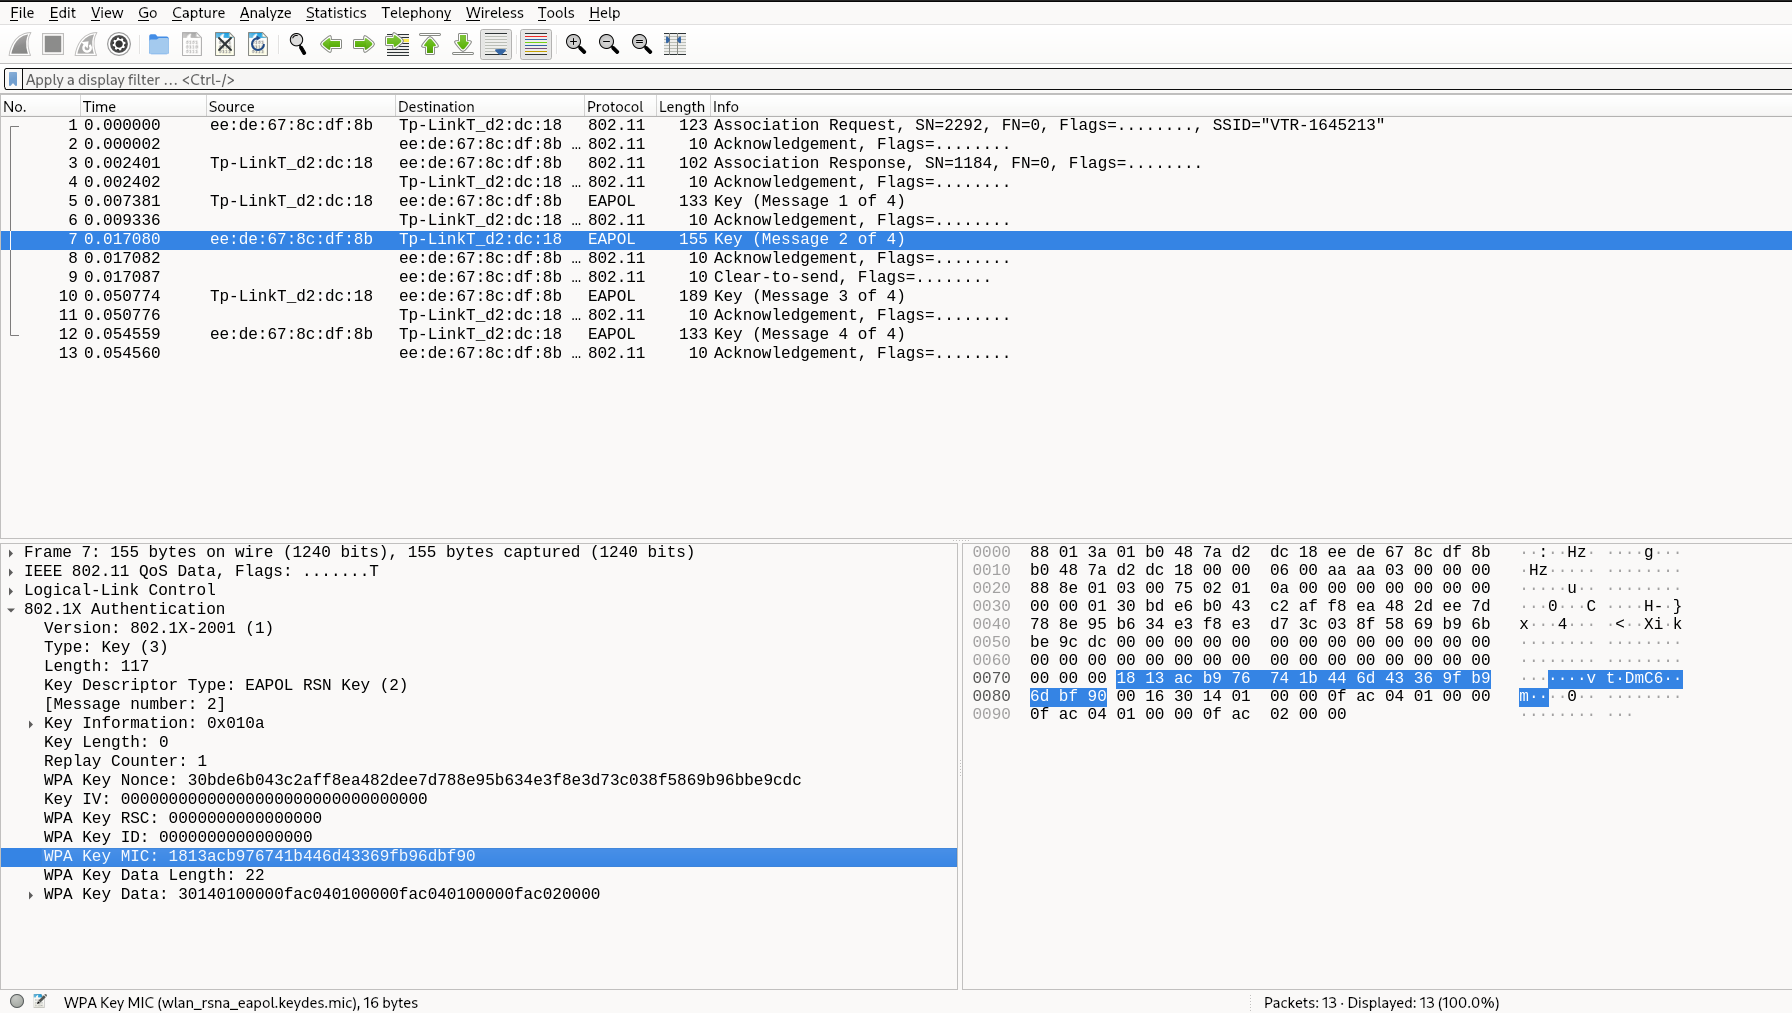 File Edit View Go Capture Analyze Statistics Telephony Wireless Tools Help
Apply a display filter … <Ctrl-/>
No. Time Source Destination Protocol Length Info
1 0.000000 ee:de:67:8c:df:8b Tp-LinkT_d2:dc:18 802.11 123 Association Request, SN=2292, FN=0, Flags=........, SSID="VTR-1645213"
2 0.000002 ee:de:67:8c:df:8b … 802.11 10 Acknowledgement, Flags=........
3 0.002401 Tp-LinkT_d2:dc:18 ee:de:67:8c:df:8b 802.11 102 Association Response, SN=1184, FN=0, Flags=........
4 0.002402 Tp-LinkT_d2:dc:18 … 802.11 10 Acknowledgement, Flags=........
5 0.007381 Tp-LinkT_d2:dc:18 ee:de:67:8c:df:8b EAPOL 133 Key (Message 1 of 4)
6 0.009336 Tp-LinkT_d2:dc:18 … 802.11 10 Acknowledgement, Flags=........
7 0.017080 ee:de:67:8c:df:8b Tp-LinkT_d2:dc:18 EAPOL 155 Key (Message 2 of 4)
8 0.017082 ee:de:67:8c:df:8b … 802.11 10 Acknowledgement, Flags=........
9 0.017087 ee:de:67:8c:df:8b … 802.11 10 Clear-to-send, Flags=........
10 0.050774 Tp-LinkT_d2:dc:18 ee:de:67:8c:df:8b EAPOL 189 Key (Message 3 of 4)
11 0.050776 Tp-LinkT_d2:dc:18 … 802.11 10 Acknowledgement, Flags=........
12 0.054559 ee:de:67:8c:df:8b Tp-LinkT_d2:dc:18 EAPOL 133 Key (Message 4 of 4)
13 0.054560 ee:de:67:8c:df:8b … 802.11 10 Acknowledgement, Flags=........
Frame 7: 155 bytes on wire (1240 bits), 155 bytes captured (1240 bits)
IEEE 802.11 QoS Data, Flags: .......T
Logical-Link Control
802.1X Authentication
Version: 802.1X-2001 (1)
Type: Key (3)
Length: 117
Key Descriptor Type: EAPOL RSN Key (2)
[Message number: 2]
Key Information: 0x010a
Key Length: 0
Replay Counter: 1
WPA Key Nonce: 30bde6b043c2aff8ea482dee7d788e95b634e3f8e3d73c038f5869b96bbe9cdc
Key IV: 00000000000000000000000000000000
WPA Key RSC: 0000000000000000
WPA Key ID: 0000000000000000
WPA Key MIC: 1813acb976741b446d43369fb96dbf90
WPA Key Data Length: 22
WPA Key Data: 30140100000fac040100000fac040100000fac020000
0000 88 01 3a 01 b0 48 7a d2 dc 18 ee de 67 8c df 8b ··:··Hz· ····g···
0010 b0 48 7a d2 dc 18 00 00 06 00 aa aa 03 00 00 00 ·Hz····· ········
0020 88 8e 01 03 00 75 02 01 0a 00 00 00 00 00 00 00 ·····u·· ········
0030 00 00 01 30 bd e6 b0 43 c2 af f8 ea 48 2d ee 7d ···0···C ····H-·}
0040 78 8e 95 b6 34 e3 f8 e3 d7 3c 03 8f 58 69 b9 6b x···4··· ·<··Xi·k
0050 be 9c dc 00 00 00 00 00 00 00 00 00 00 00 00 00 ········ ········
0060 00 00 00 00 00 00 00 00 00 00 00 00 00 00 00 00 ········ ········
0070 00 00 00 18 13 ac b9 76 74 1b 44 6d 43 36 9f b9 ·······v t·DmC6··
0080 6d bf 90 00 16 30 14 01 00 00 0f ac 04 01 00 00 m····0·· ········
0090 0f ac 04 01 00 00 0f ac 02 00 00 ········ ···
WPA Key MIC (wlan_rsna_eapol.keydes.mic), 16 bytes
Packets: 13 · Displayed: 13 (100.0%)